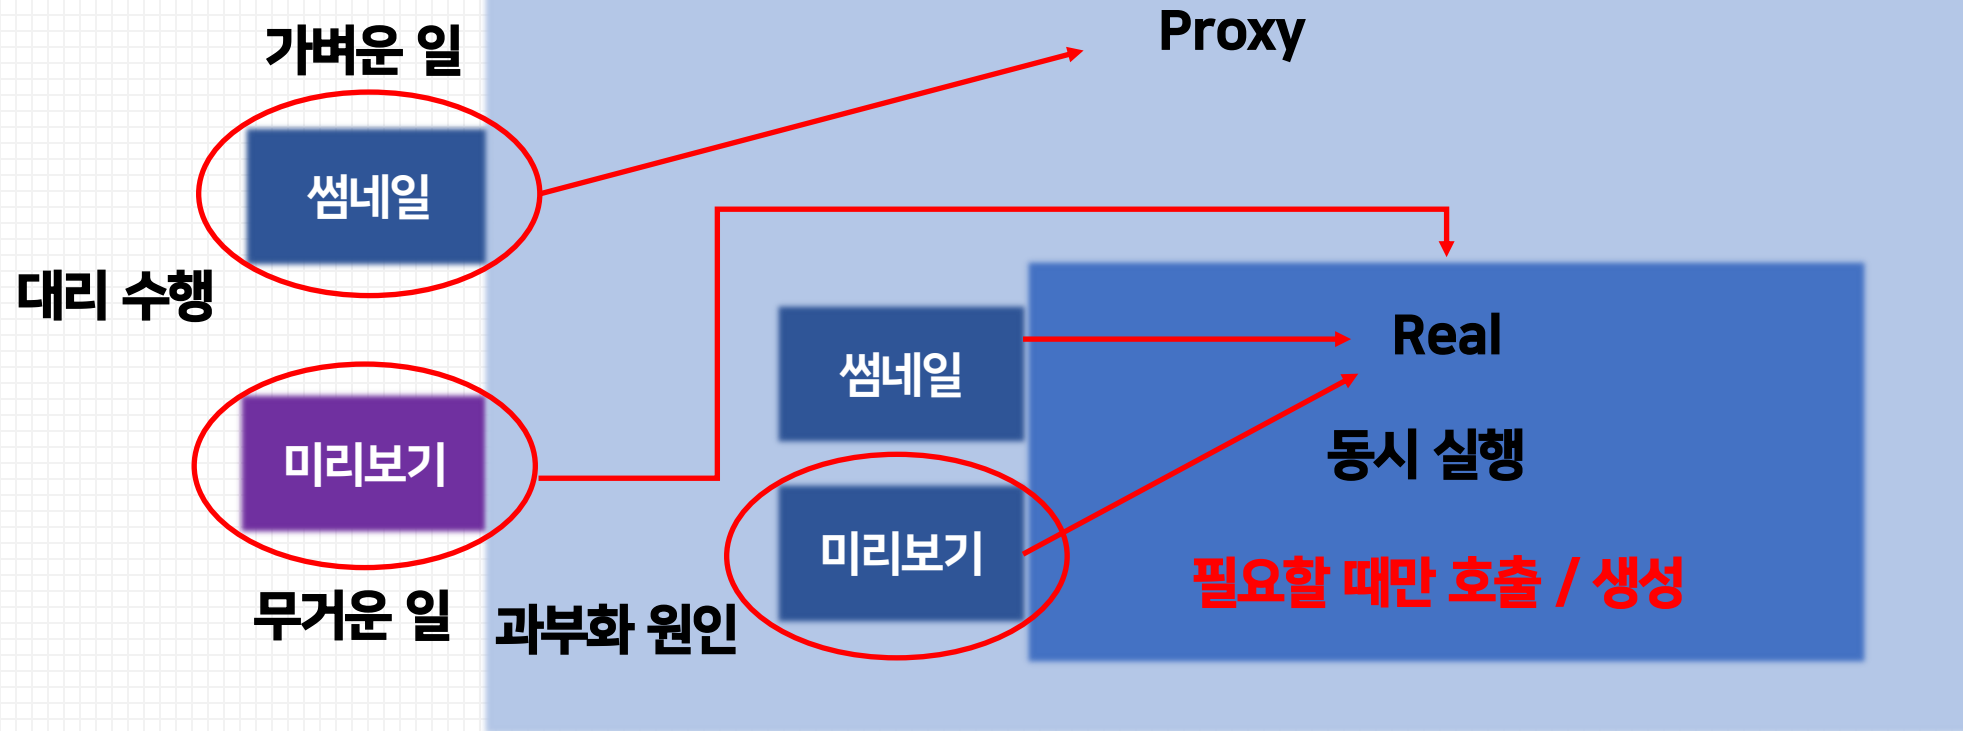 가벼운 일
Proxy
썸네일
대리 수행
썸네일
Real
미리보기
동시 실행
미리보기
필요할 때만 호출 / 생성
무거운 일
과부화 원인